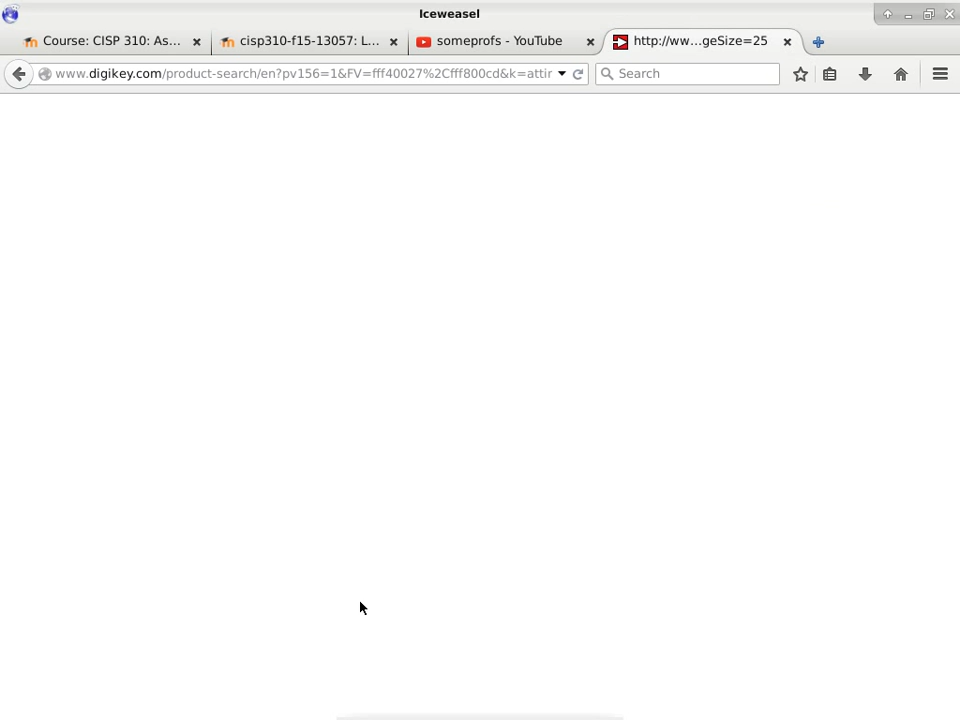 Iceweasel
Course: CISP 310: As...
cisp310-f15-13057: L...
someprofs - YouTube
http://ww...geSize=25
www.digikey.com/product-search/en?pv156=1&FV=fff40027%2Cfff800cd&k=attir
Search